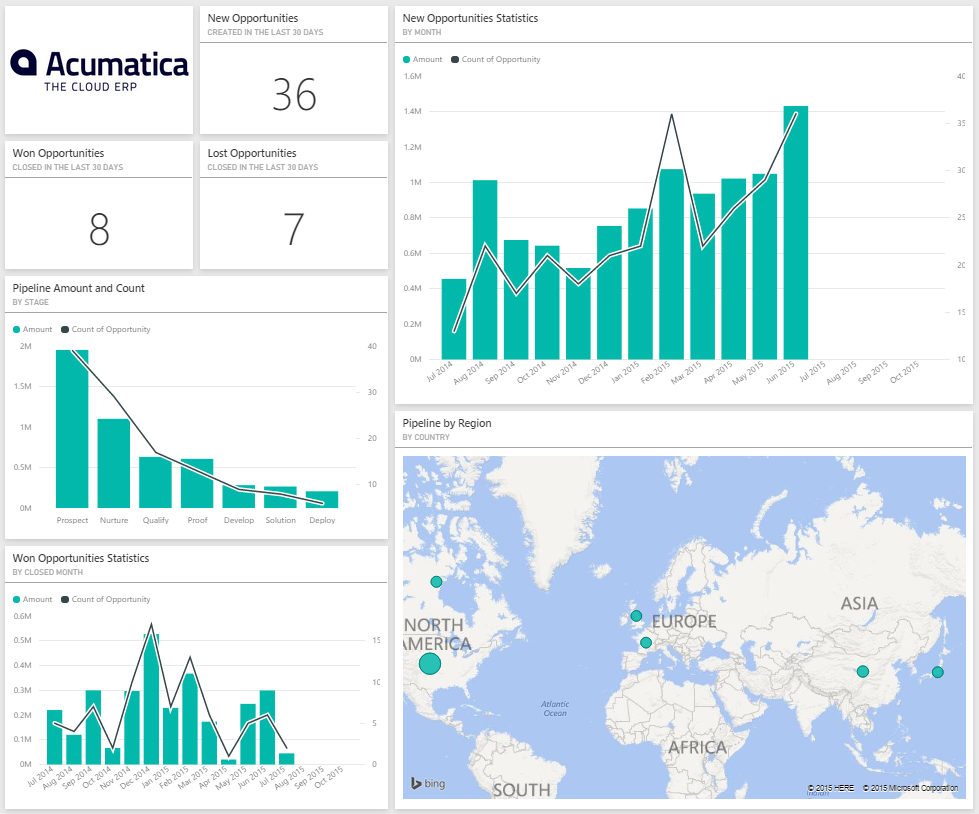 Acumatica
THE CLOUD ERP
New Opportunities
CREATED IN THE LAST 30 DAYS
36
Won Opportunities
CLOSED IN THE LAST 30 DAYS
8
Lost Opportunities
CLOSED IN THE LAST 30 DAYS
7
Pipeline Amount and Count
BY STAGE
Amount Count of Opportunity
2M 40
1.5M 30
1M 20
0.5M 10
0M
Prospect Nurture Qualify Proof Develop Solution Deploy
Won Opportunities Statistics
BY CLOSED MONTH
Amount Count of Opportunity
0.6M
0.5M 15
0.4M
0.3M 10
0.2M
0.1M 5
0M 0
Jul 2014 Aug 2014 Sep 2014 Oct 2014 Nov 2014 Dec 2014 Jan 2015 Feb 2015 Mar 2015 Apr 2015 May 2015 Jun 2015 Jul 2015 Aug 2015 Sep 2015 Oct 2015
New Opportunities Statistics
BY MONTH
Amount Count of Opportunity
1.6M 40
1.4M 35
1.2M
1M 30
0.8M 25
0.6M 20
0.4M
0.2M 15
0M 10
Jul 2014 Aug 2014 Sep 2014 Oct 2014 Nov 2014 Dec 2014 Jan 2015 Feb 2015 Mar 2015 Apr 2015 May 2015 Jun 2015 Jul 2015 Aug 2015 Sep 2015 Oct 2015
Pipeline by Region
BY COUNTRY
ASIA
NORTH
AMERICA
EUROPE
Atlantic
Ocean
AFRICA
SOUTH
bing
© 2015 HERE © 2015 Microsoft Corporation